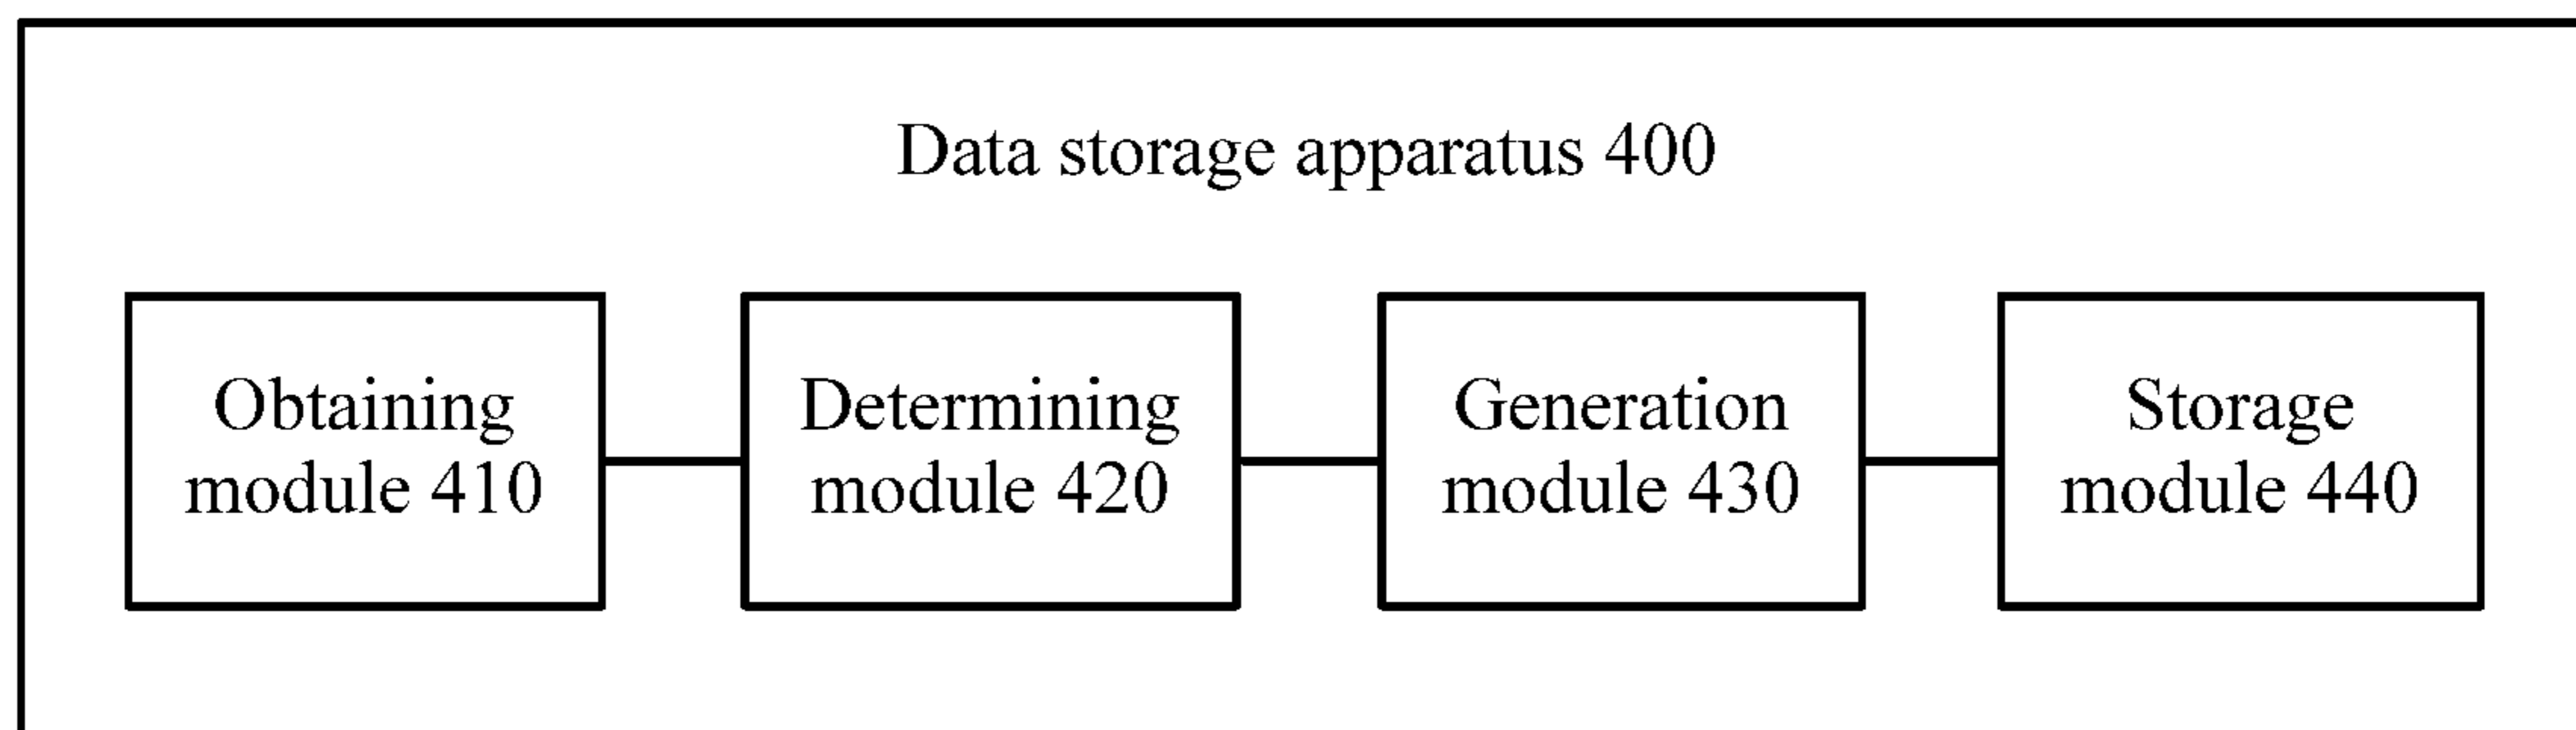 Data storage apparatus 400
Obtaining
module 410
Determining
module 420
Generation
module 430
Storage
module 440